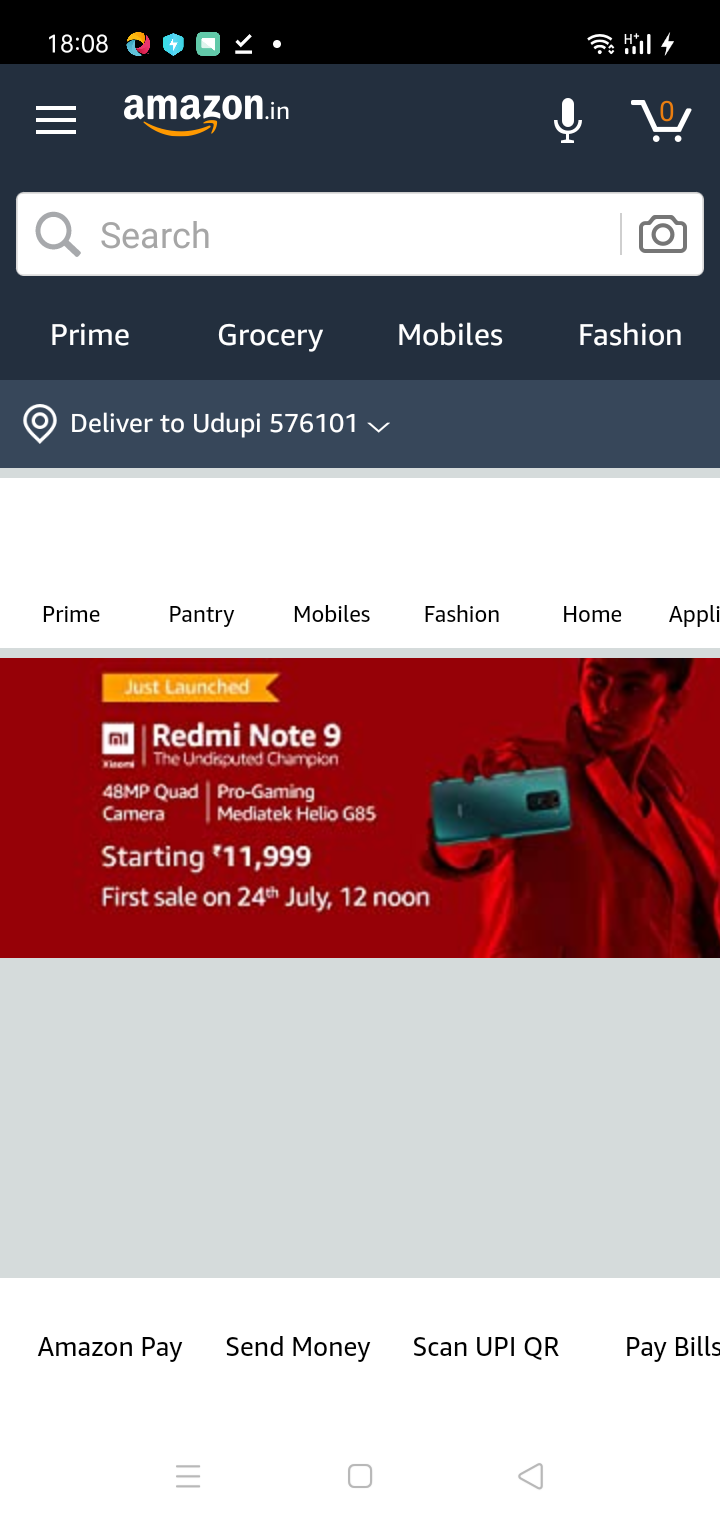 18:08
H+
amazon.in
0
Search
Prime Grocery Mobiles Fashion
Deliver to Udupi 576101
Prime Pantry Mobiles Fashion Home Appli
Just Launched
mi Redmi Note 9
Xiaomi The Undisputed Champion
48MP Quad Pro-Gaming
Camera Mediatek Helio G85
Starting ₹11,999
First sale on 24th July, 12 noon
Amazon Pay Send Money Scan UPI QR Pay Bills